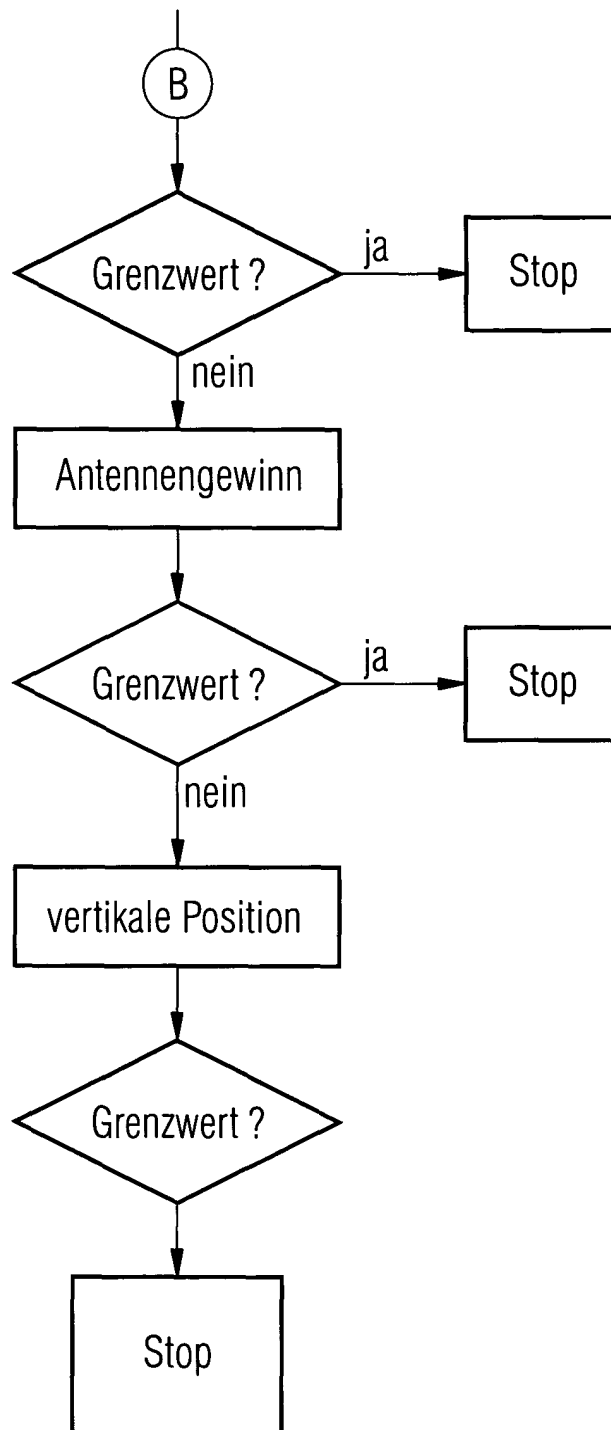 B
Grenzwert ?
ja
Stop
nein
Antennengewinn
Grenzwert ?
ja
Stop
nein
vertikale Position
Grenzwert ?
Stop